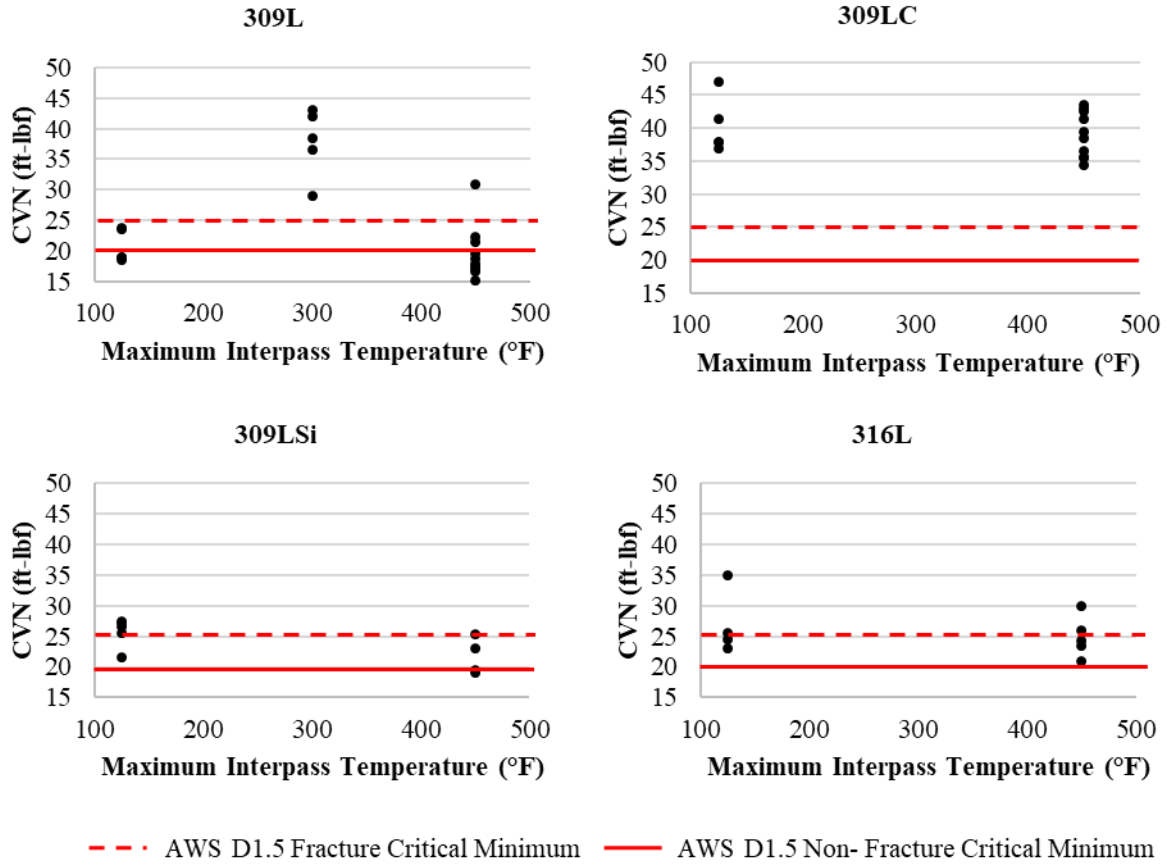 309L
50
45
40
35
30
25
20
15
CVN (ft-lbf)
100 200 300 400 500
Maximum Interpass Temperature (°F)
309LC
50
45
40
35
30
25
20
15
CVN (ft-lbf)
100 200 300 400 500
Maximum Interpass Temperature (°F)
309LSi
50
45
40
35
30
25
20
15
CVN (ft-lbf)
100 200 300 400 500
Maximum Interpass Temperature (°F)
316L
50
45
40
35
30
25
20
15
CVN (ft-lbf)
100 200 300 400 500
Maximum Interpass Temperature (°F)
AWS D1.5 Fracture Critical Minimum
AWS D1.5 Non- Fracture Critical Minimum